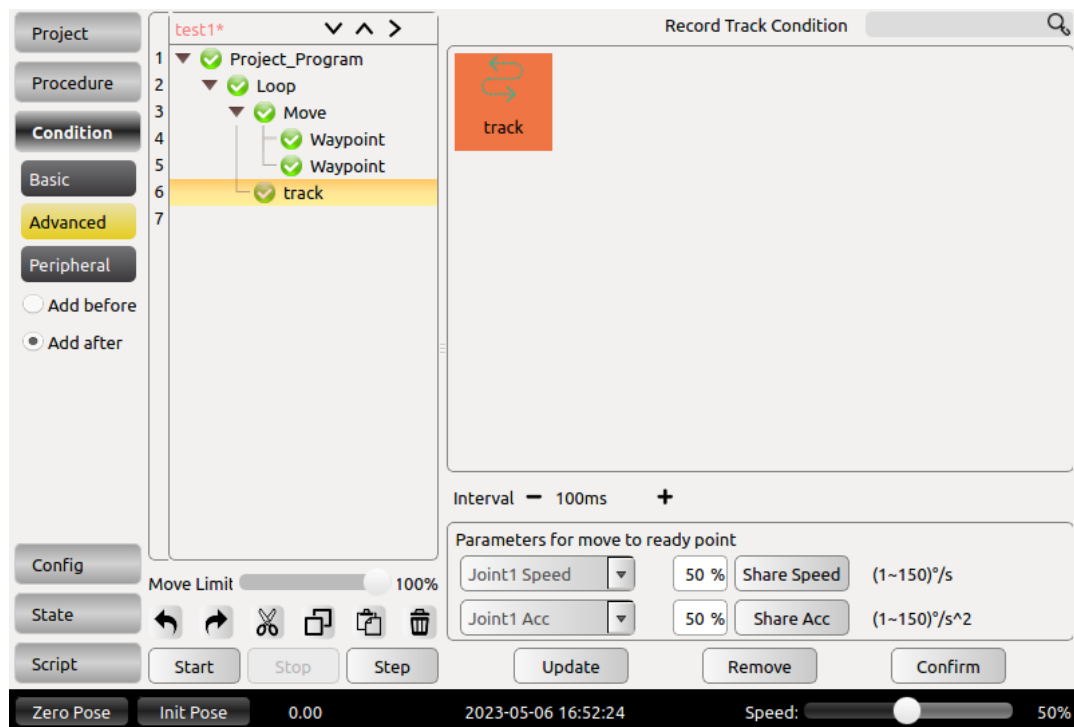 Project
Procedure
Condition
Basic
Advanced
Peripheral
Add before
Add after
Config
State
Script
test1*
1 Project_Program
2 Loop
3 Move
4 Waypoint
5 Waypoint
6 track
7
Move Limit 100%
Start Stop Step
Record Track Condition
track
Interval 100ms
Parameters for move to ready point
Joint1 Speed 50 % Share Speed (1~150)°/s
Joint1 Acc 50 % Share Acc (1~150)°/s^2
Update Remove Confirm
Zero Pose Init Pose 0.00 2023-05-06 16:52:24 Speed: 50%